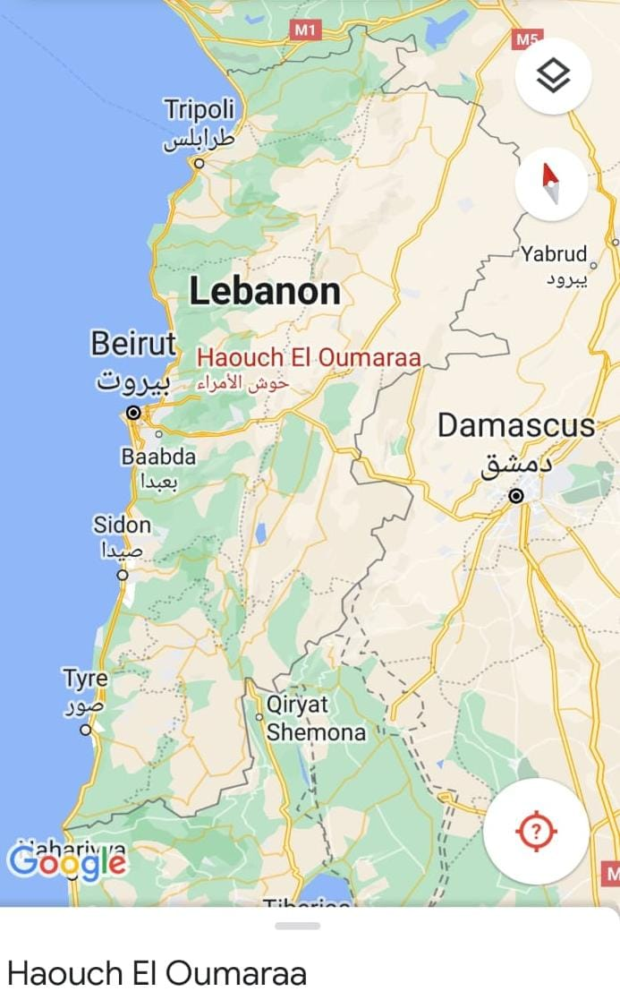 M1
M5
Tripoli
طرابلس
Yabrud
يبرود
Lebanon
Beirut
بيروت
Haouch El Oumaraa
حوش الأمراء
Damascus
دمشق
Baabda
بعبدا
Sidon
صيدا
Tyre
صور
Qiryat
Shemona
?
Google
M
Haouch El Oumaraa